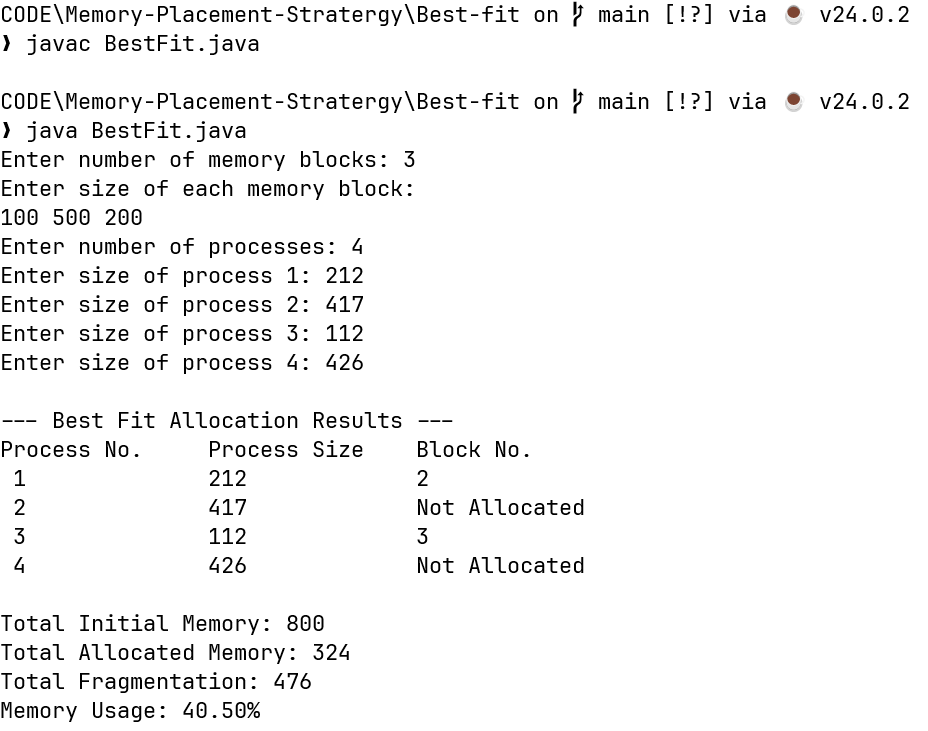 CODE\Memory-Placement-Stratergy\Best-fit on main [!?] via ☕ v24.0.2
❯ javac BestFit.java
CODE\Memory-Placement-Stratergy\Best-fit on main [!?] via ☕ v24.0.2
❯ java BestFit.java
Enter number of memory blocks: 3
Enter size of each memory block:
100 500 200
Enter number of processes: 4
Enter size of process 1: 212
Enter size of process 2: 417
Enter size of process 3: 112
Enter size of process 4: 426
--- Best Fit Allocation Results ---
Process No. Process Size Block No.
1 212 2
2 417 Not Allocated
3 112 3
4 426 Not Allocated
Total Initial Memory: 800
Total Allocated Memory: 324
Total Fragmentation: 476
Memory Usage: 40.50%